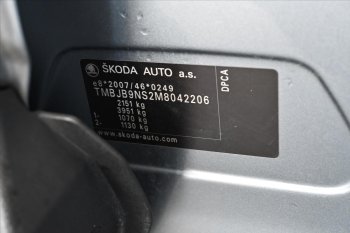 ŠKODA AUTO a.s.
e8*2007/46*0249
TMBJB9NS2M8042206
2151 kg
3951 kg
1- 1070 kg
2- 1130 kg
www.skoda-auto.com
DPCA